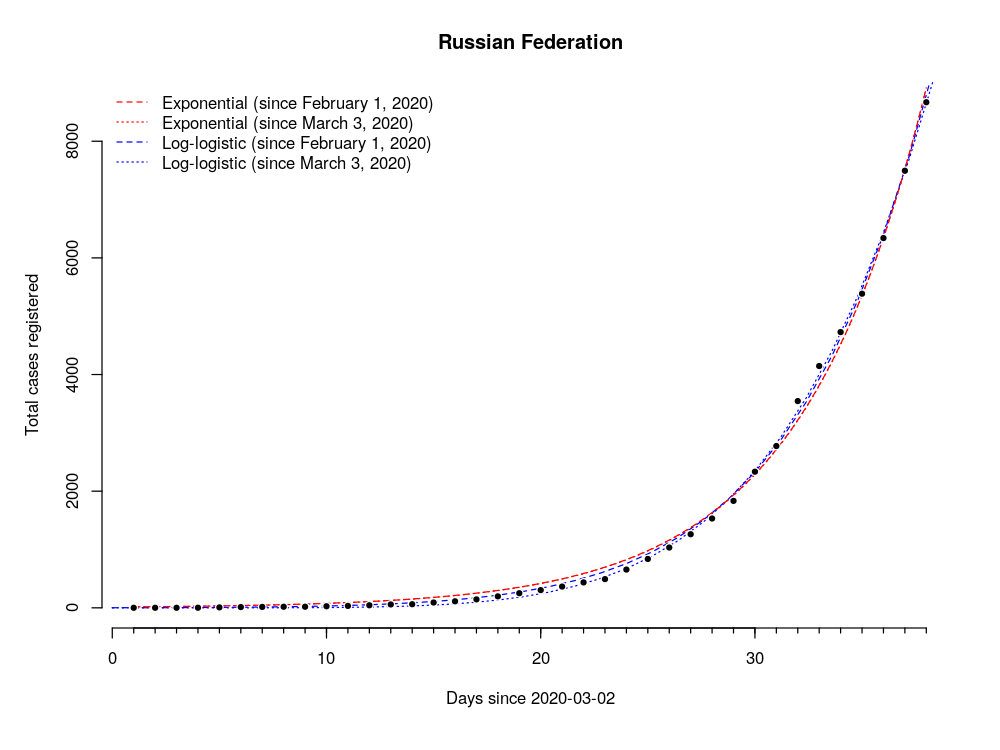 Russian Federation
Exponential (since February 1, 2020)
Exponential (since March 3, 2020)
Log-logistic (since February 1, 2020)
Log-logistic (since March 3, 2020)
Total cases registered
8000
6000
4000
2000
0
0 10 20 30
Days since 2020-03-02